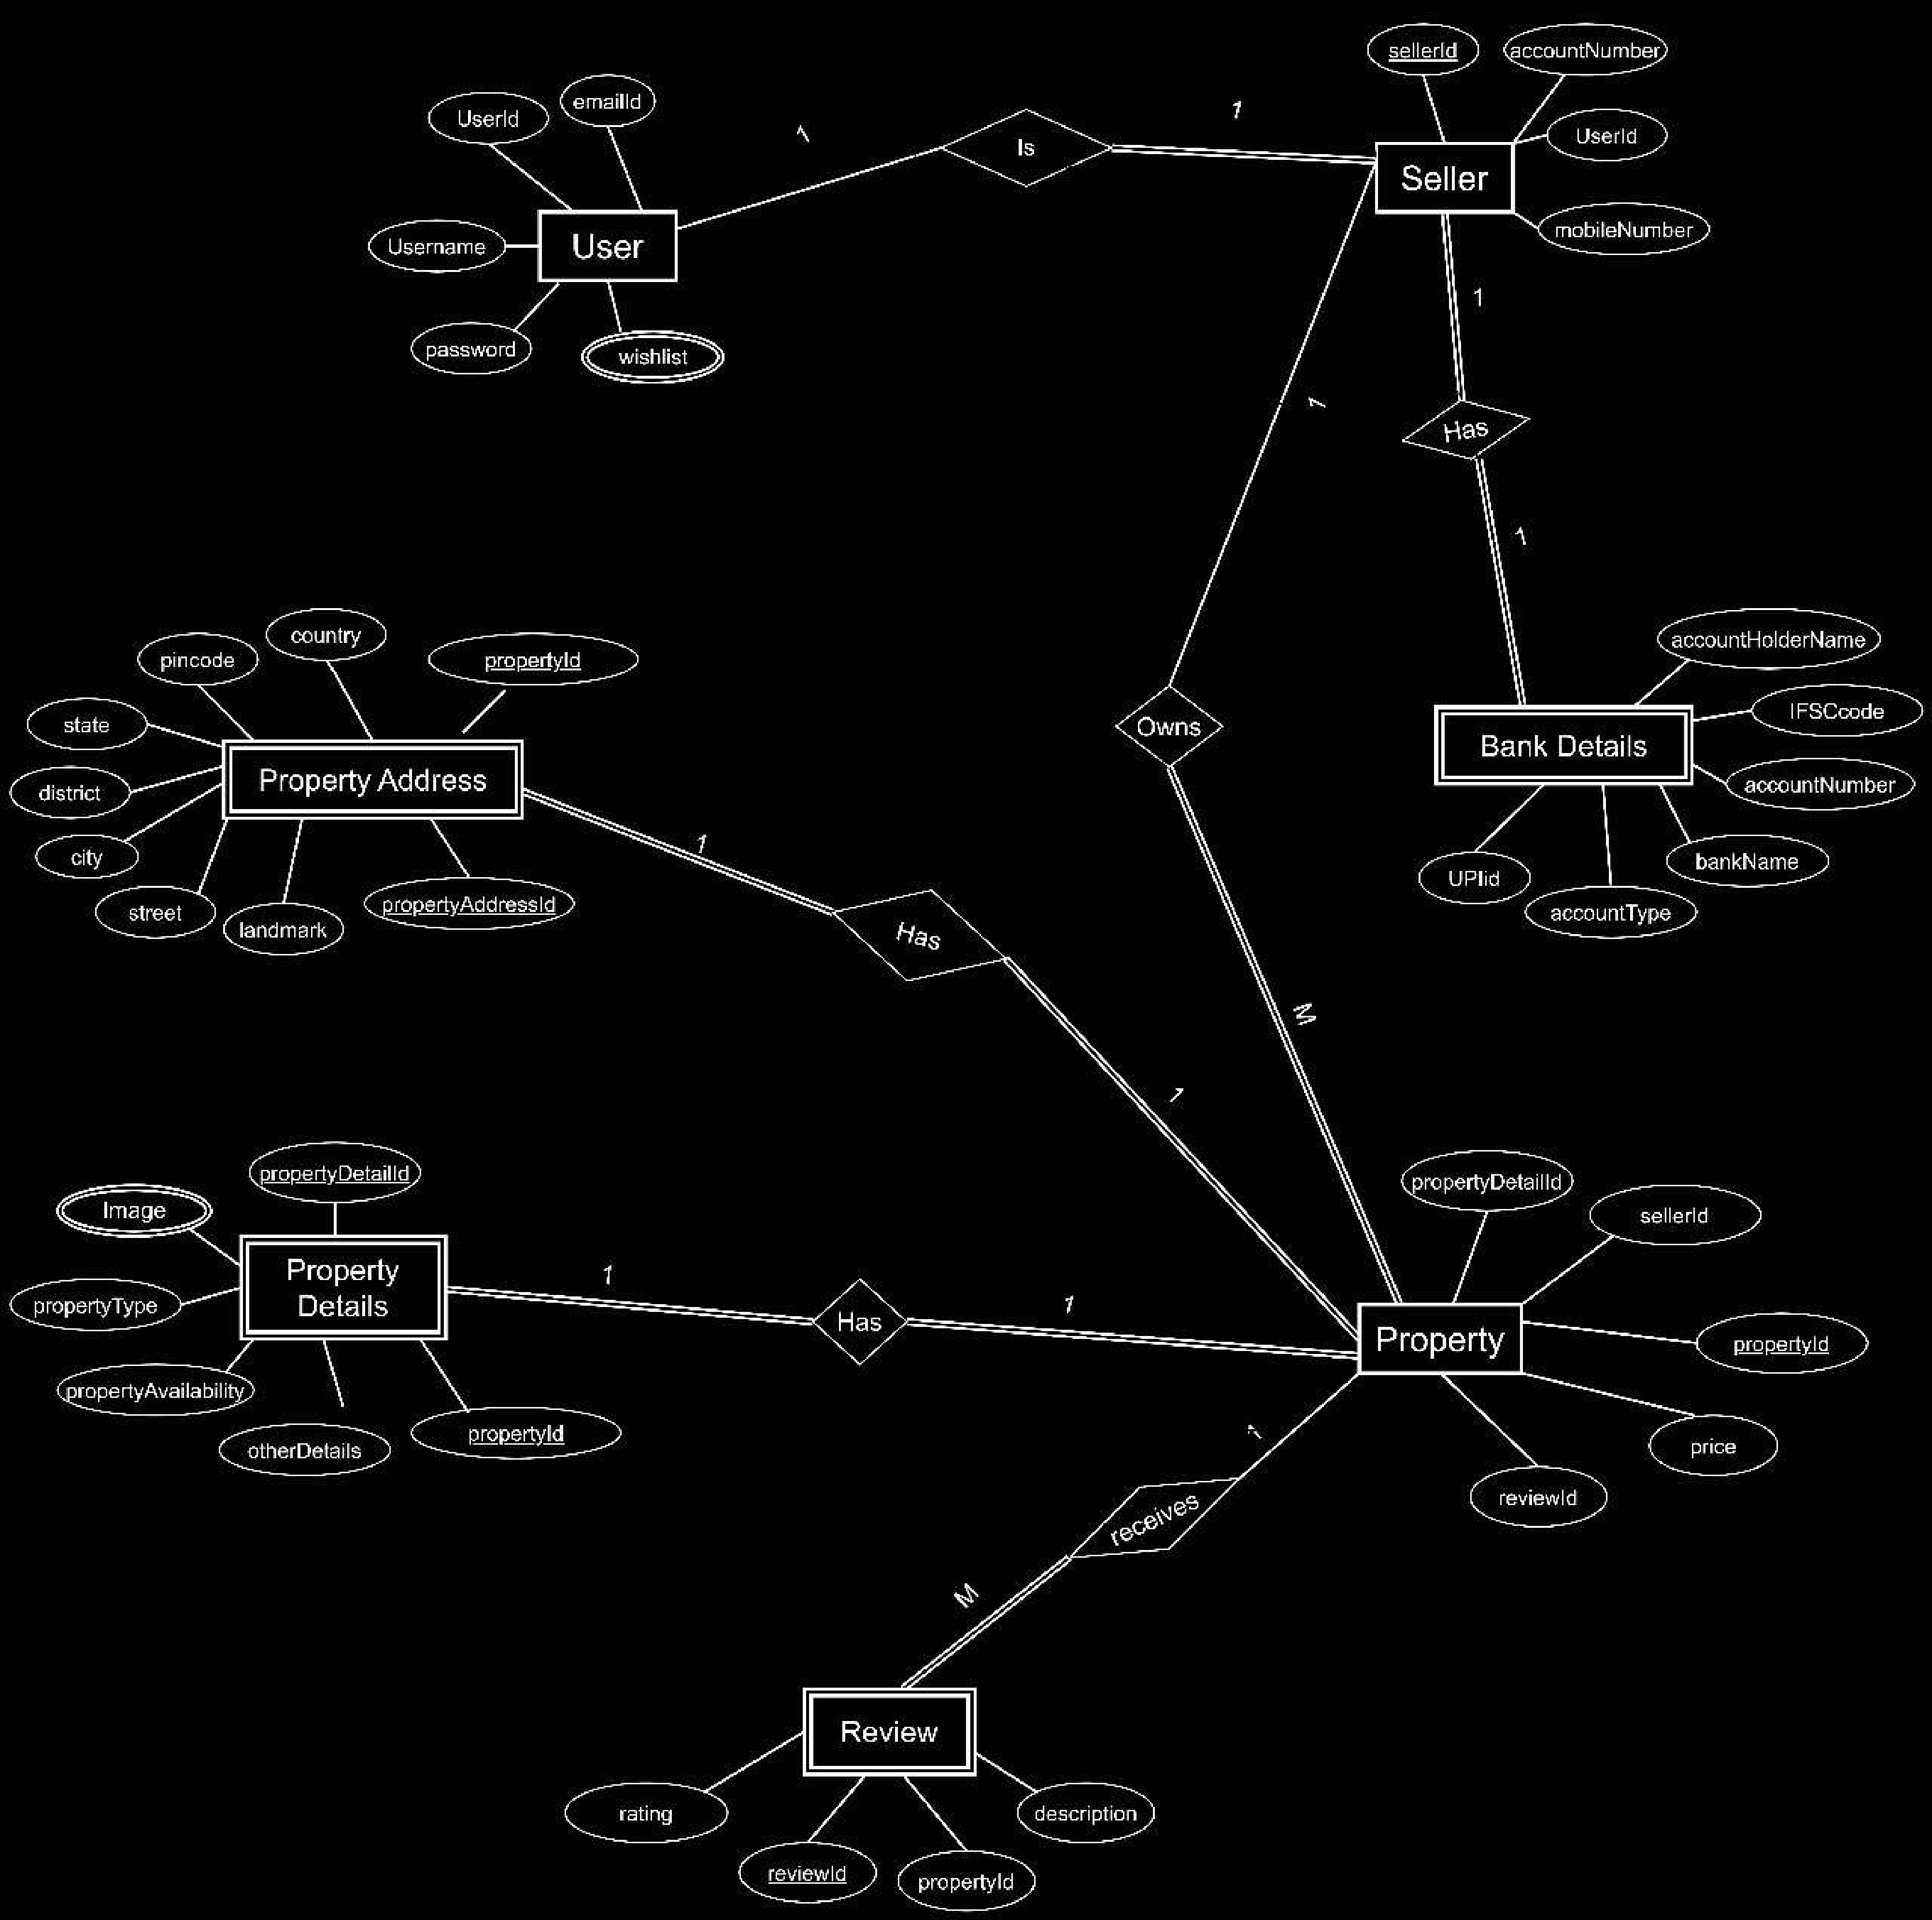 sellerId
accountNumber
emailId
UserId
1
1
UserId
Is
Seller
mobileNumber
User
Username
1
password
wishlist
1
Has
1
country
accountHolderName
pincode
propertyId
IFSCcode
state
Owns
Bank Details
Property Address
accountNumber
district
1
city
bankName
UPIid
propertyAddressId
street
accountType
landmark
Has
M
1
propertyDetailId
propertyDetailId
Image
sellerId
Property
Details
1
1
propertyType
Has
Property
propertyId
propertyAvailability
1
propertyId
otherDetails
price
reviewId
receives
M
Review
rating
description
reviewId
propertyId